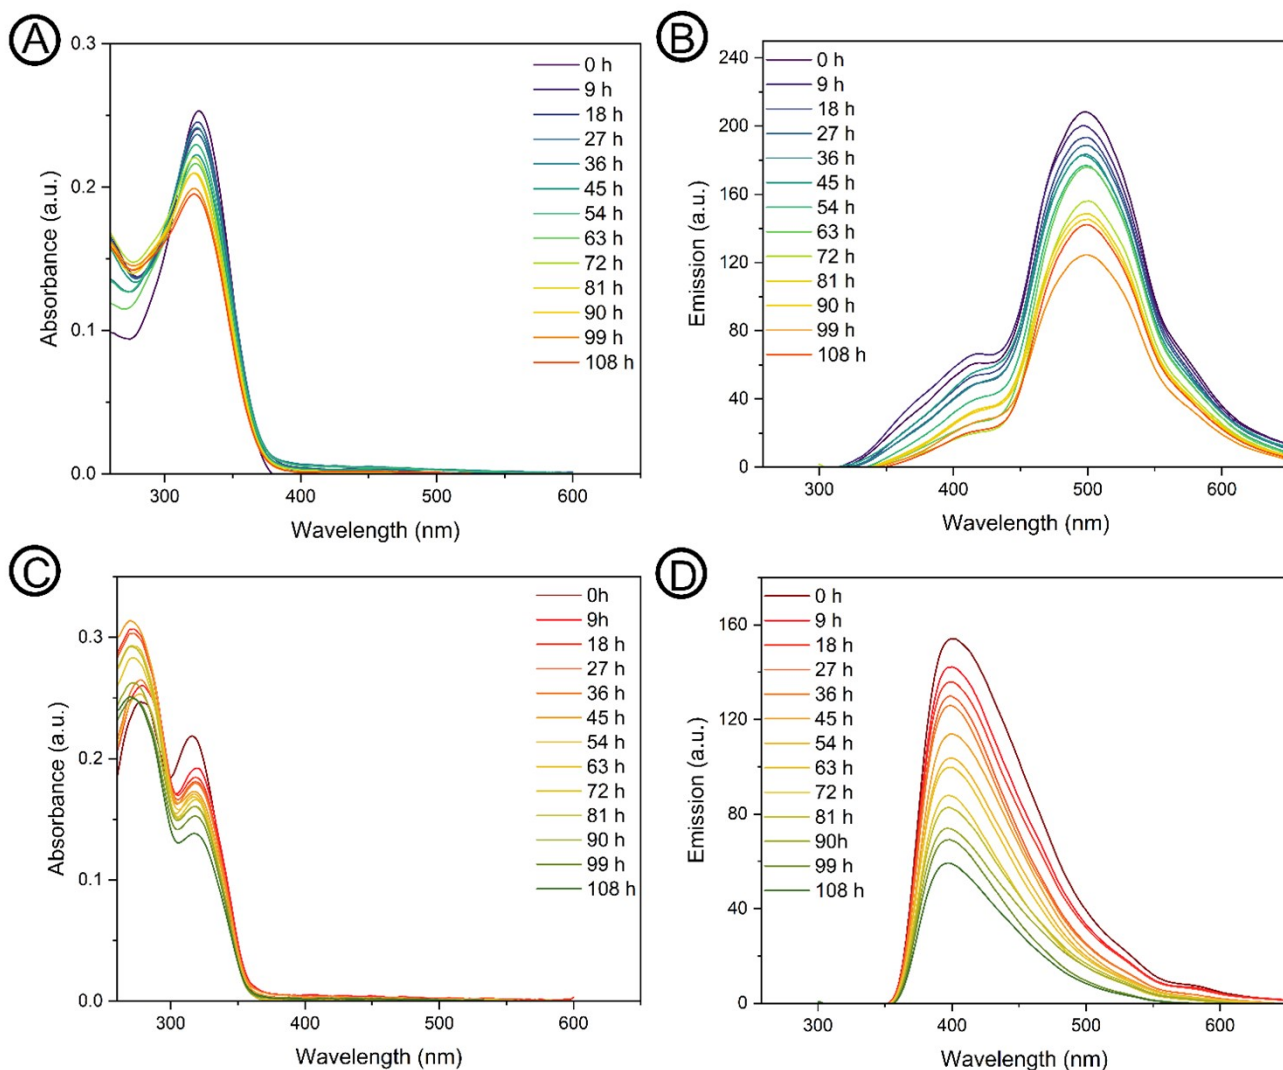 A
0.3
0.2
0.1
0.0
Absorbance (a.u.)
300
400
500
600
Wavelength (nm)
0 h
9 h
18 h
27 h
36 h
45 h
54 h
63 h
72 h
81 h
90 h
99 h
108 h
B
240
200
160
120
80
40
0
Emission (a.u.)
300
400
500
600
Wavelength (nm)
0 h
9 h
18 h
27 h
36 h
45 h
54 h
63 h
72 h
81 h
90 h
99 h
108 h
C
0.3
0.2
0.1
0.0
Absorbance (a.u.)
300
400
500
600
Wavelength (nm)
0h
9h
18 h
27 h
36 h
45 h
54 h
63 h
72 h
81 h
90 h
99 h
108 h
D
160
120
80
40
0
Emission (a.u.)
300
400
500
600
Wavelength (nm)
0 h
9 h
18 h
27 h
36 h
45 h
54 h
63 h
72 h
81 h
90h
99 h
108 h